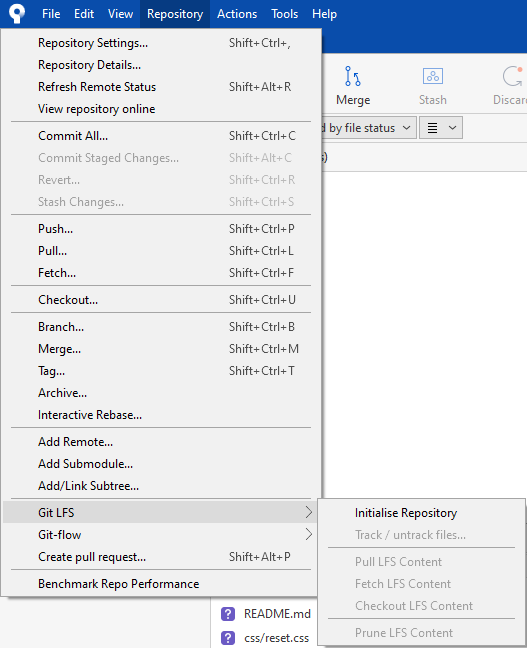 File Edit View Repository Actions Tools Help
Repository Settings... Shift+Ctrl+,
Repository Details...
Refresh Remote Status Shift+Alt+R
View repository online
Merge Stash
Commit All... Shift+Ctrl+C
d by file status
Commit Staged Changes... Shift+Alt+C
s)
Revert... Shift+Ctrl+R
Stash Changes... Shift+Ctrl+S
Push... Shift+Ctrl+P
Pull... Shift+Ctrl+L
Fetch... Shift+Ctrl+F
Checkout... Shift+Ctrl+U
Branch... Shift+Ctrl+B
Merge... Shift+Ctrl+M
Tag... Shift+Ctrl+T
Archive...
Interactive Rebase...
Add Remote...
Add Submodule...
Add/Link Subtree...
Git LFS
Git-flow
Create pull request... Shift+Alt+P
Benchmark Repo Performance
Initialise Repository
Track / untrack files...
Pull LFS Content
Fetch LFS Content
Checkout LFS Content
Prune LFS Content
README.md
css/reset.css